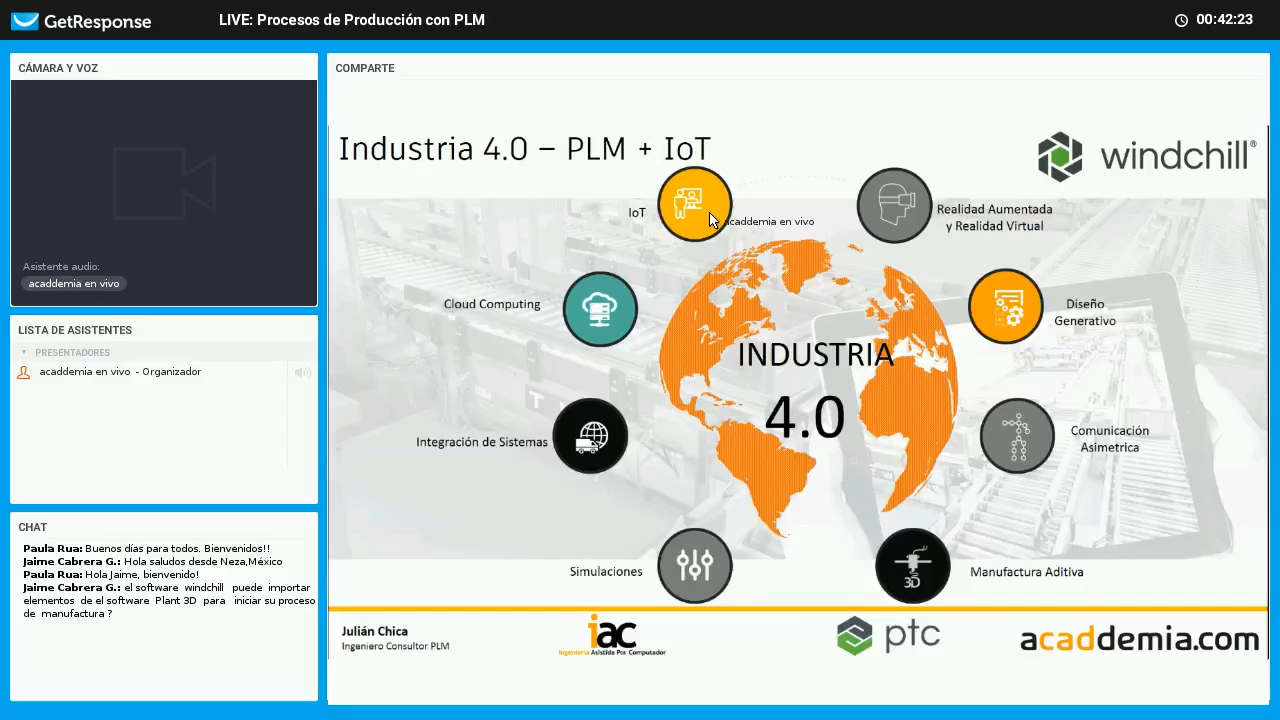 GetResponse
LIVE: Procesos de Producción con PLM
00:42:23
CÁMARA Y VOZ
Asistente audio:
acaddemia en vivo
LISTA DE ASISTENTES
PRESENTADORES
acaddemia en vivo - Organizador
CHAT
Paula Rua: Buenos días para todos. Bienvenidos!!
Jaime Cabrera G.: Hola saludos desde Neza,México
Paula Rua: Hola Jaime, bienvenido!
Jaime Cabrera G.: el software windchill puede importar
elementos de el software Plant 3D para iniciar su proceso
de manufactura ?
COMPARTE
Industria 4.0 – PLM + IoT
windchill®
IoT
acaddemia en vivo
Realidad Aumentada
y Realidad Virtual
Cloud Computing
Diseño
Generativo
INDUSTRIA
4.0
Integración de Sistemas
Comunicación
Asimetrica
Simulaciones
3D
Manufactura Aditiva
Julián Chica
Ingeniero Consultor PLM
iac
Ingeniería Asistida Por Computador
ptc
acaddemia.com